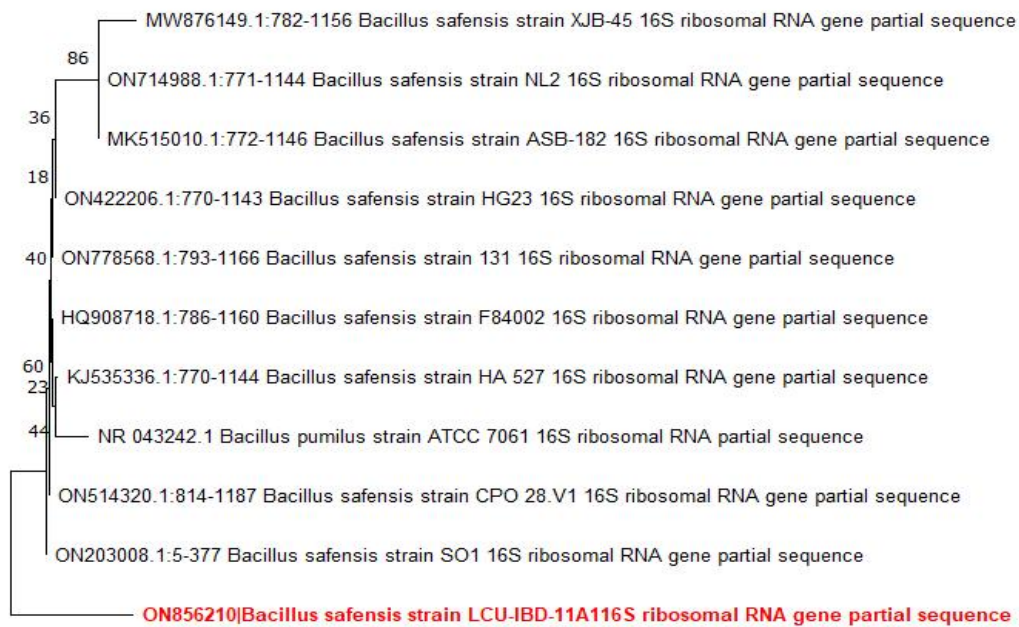 MW876149.1:782-1156 Bacillus safensis strain XJB-45 16S ribosomal RNA gene partial sequence
86
ON714988.1:771-1144 Bacillus safensis strain NL2 16S ribosomal RNA gene partial sequence
36
MK515010.1:772-1146 Bacillus safensis strain ASB-182 16S ribosomal RNA gene partial sequence
18
ON422206.1:770-1143 Bacillus safensis strain HG23 16S ribosomal RNA gene partial sequence
40
ON778568.1:793-1166 Bacillus safensis strain 131 16S ribosomal RNA gene partial sequence
HQ908718.1:786-1160 Bacillus safensis strain F84002 16S ribosomal RNA gene partial sequence
60
KJ535336.1:770-1144 Bacillus safensis strain HA 527 16S ribosomal RNA gene partial sequence
23
44
NR 043242.1 Bacillus pumilus strain ATCC 7061 16S ribosomal RNA partial sequence
ON514320.1:814-1187 Bacillus safensis strain CPO 28.V1 16S ribosomal RNA gene partial sequence
ON203008.1:5-377 Bacillus safensis strain SO1 16S ribosomal RNA gene partial sequence
ON856210|Bacillus safensis strain LCU-IBD-11A116S ribosomal RNA gene partial sequence